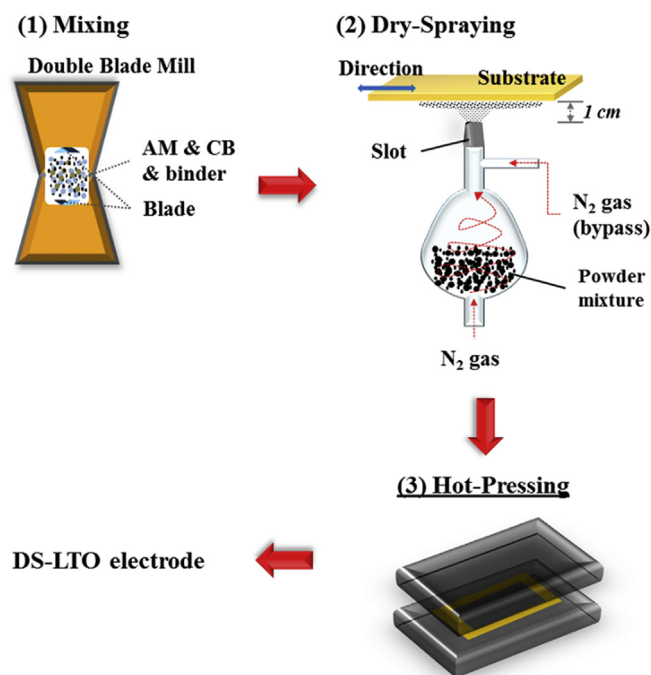 (1) Mixing
Double Blade Mill
AM & CB
& binder
Blade
(2) Dry-Spraying
Direction
Substrate
1 cm
Slot
N₂ gas
(bypass)
Powder
mixture
N₂ gas
(3) Hot-Pressing
DS-LTO electrode